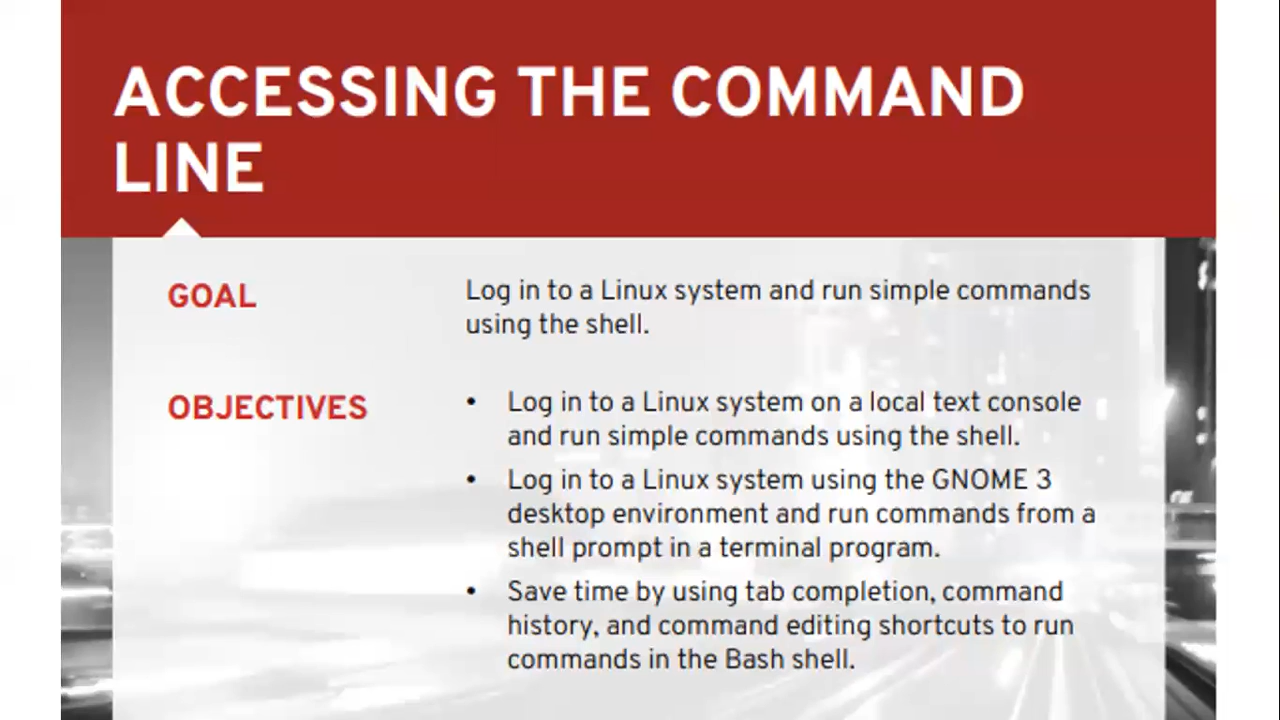 ACCESSING THE COMMAND
LINE
GOAL
Log in to a Linux system and run simple commands
using the shell.
OBJECTIVES
• Log in to a Linux system on a local text console
and run simple commands using the shell.
• Log in to a Linux system using the GNOME 3
desktop environment and run commands from a
shell prompt in a terminal program.
• Save time by using tab completion, command
history, and command editing shortcuts to run
commands in the Bash shell.